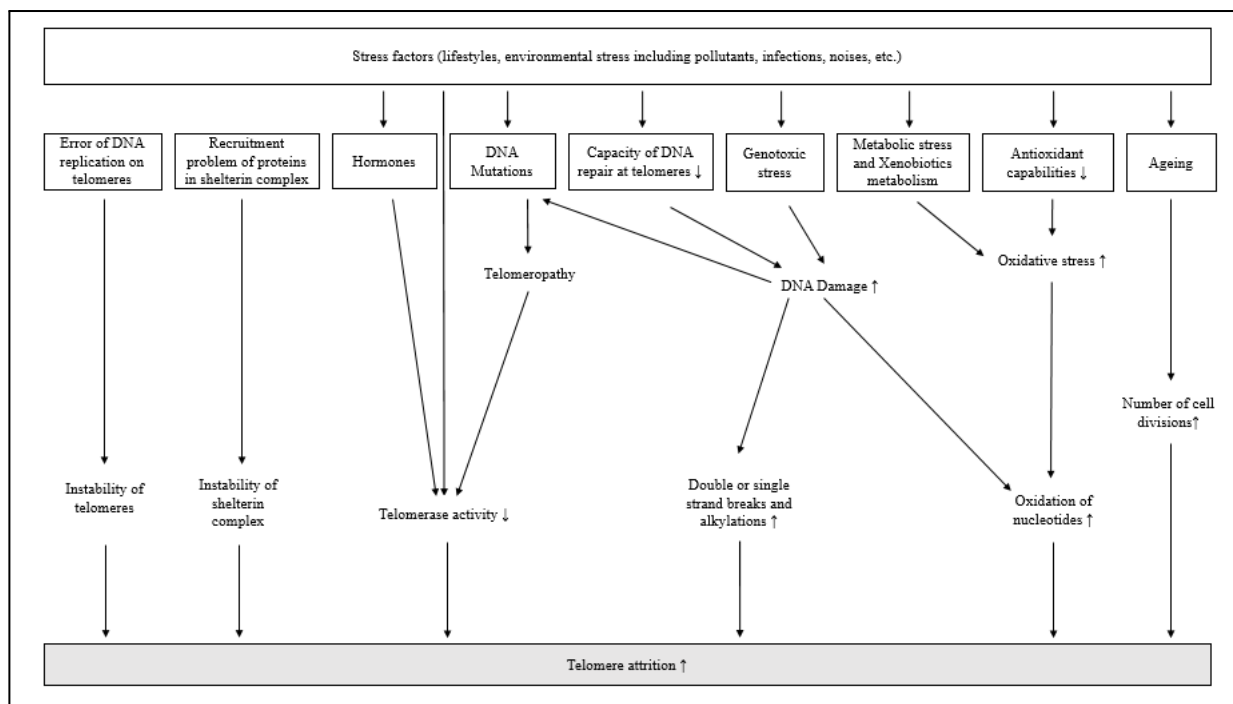 Stress factors (lifestyles, environmental stress including pollutants, infections, noises, etc.)
Error of DNA
replication on
telomeres
Recruitment
problem of proteins
in shelterin complex
Hormones
DNA
Mutations
Capacity of DNA
repair at telomeres ↓
Genotoxic
stress
Metabolic stress
and Xenobiotics
metabolism
Antioxidant
capabilities ↓
Ageing
Telomeropathy
DNA Damage ↑
Oxidative stress ↑
Number of cell
divisions↑
Instability of
telomeres
Instability of
shelterin
complex
Telomerase activity ↓
Double or single
strand breaks and
alkylations ↑
Oxidation of
nucleotides ↑
Telomere attrition ↑